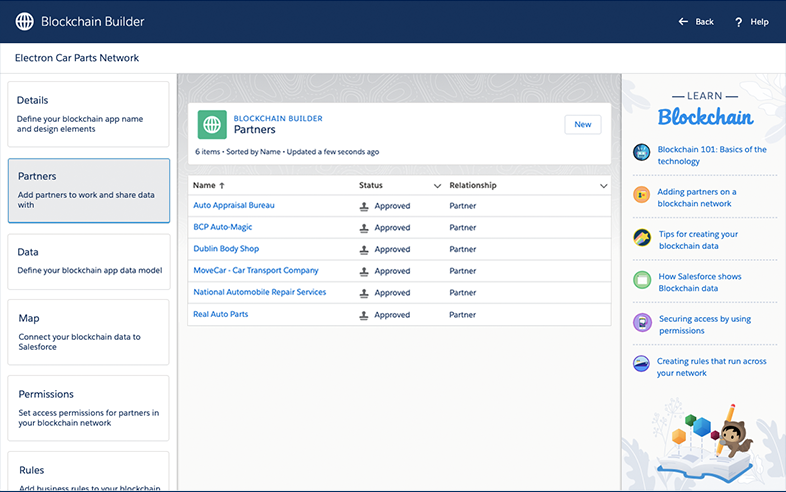 Blockchain Builder
Back
? Help
Electron Car Parts Network
Details
Define your blockchain app name
and design elements
Partners
Add partners to work and share data
with
Data
Define your blockchain app data model
Map
Connect your blockchain data to
Salesforce
Permissions
Set access permissions for partners in
your blockchain network
Rules
Add business rules to your blockchain
BLOCKCHAIN BUILDER
Partners
New
6 items • Sorted by Name • Updated a few seconds ago
Name ↑ Status Relationship
Auto Appraisal Bureau Approved Partner
BCP Auto-Magic Approved Partner
Dublin Body Shop Approved Partner
MoveCar - Car Transport Company Approved Partner
National Automobile Repair Services Approved Partner
Real Auto Parts Approved Partner
LEARN
Blockchain
Blockchain 101: Basics of the
technology
Adding partners on a
blockchain network
Tips for creating your
blockchain data
How Salesforce shows
Blockchain data
Securing access by using
permissions
Creating rules that run across
your network